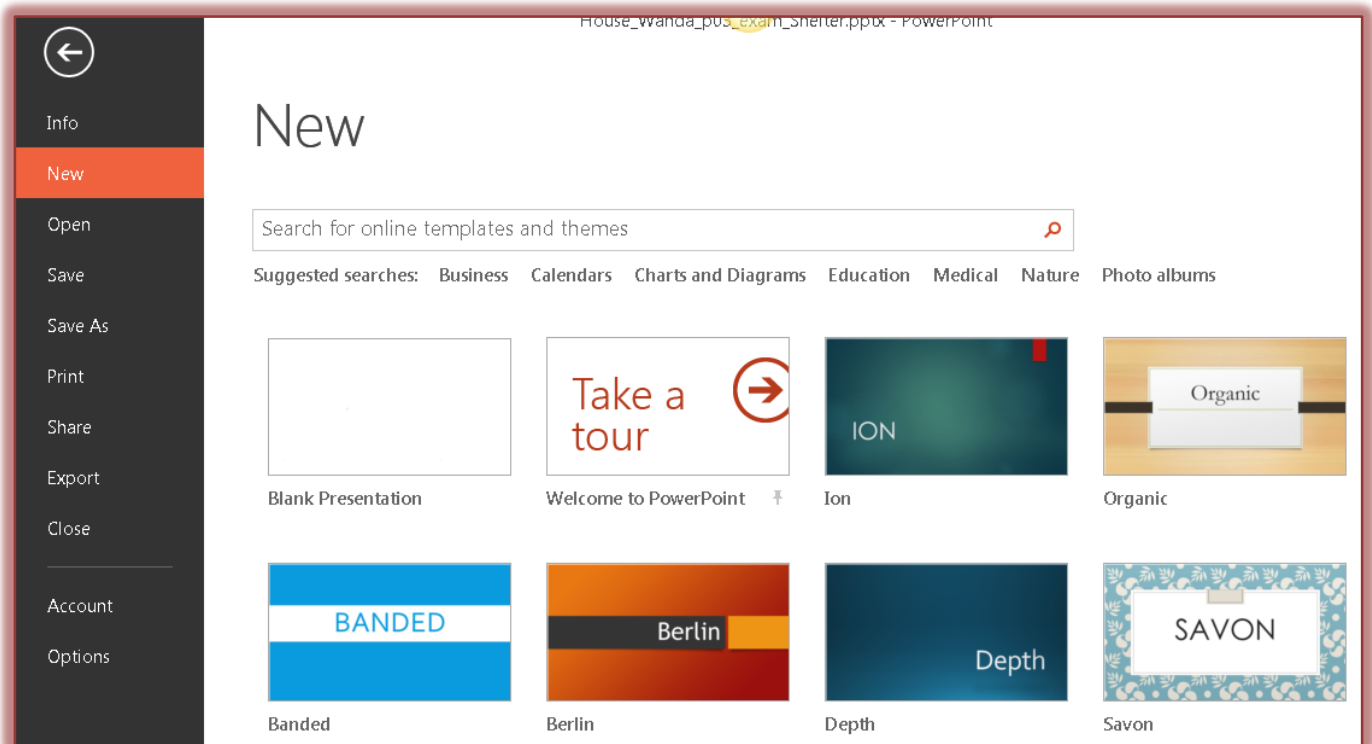 House_Wanda_p03_exam_Shelter.pptx - PowerPoint
Info
New
Open
Save
Save As
Print
Share
Export
Close
Account
Options
New
Search for online templates and themes
Suggested searches: Business Calendars Charts and Diagrams Education Medical Nature Photo albums
Take a
tour
ION
Organic
Blank Presentation Welcome to PowerPoint Ion Organic
BANDED
Berlin
Depth
SAVON
Banded Berlin Depth Savon